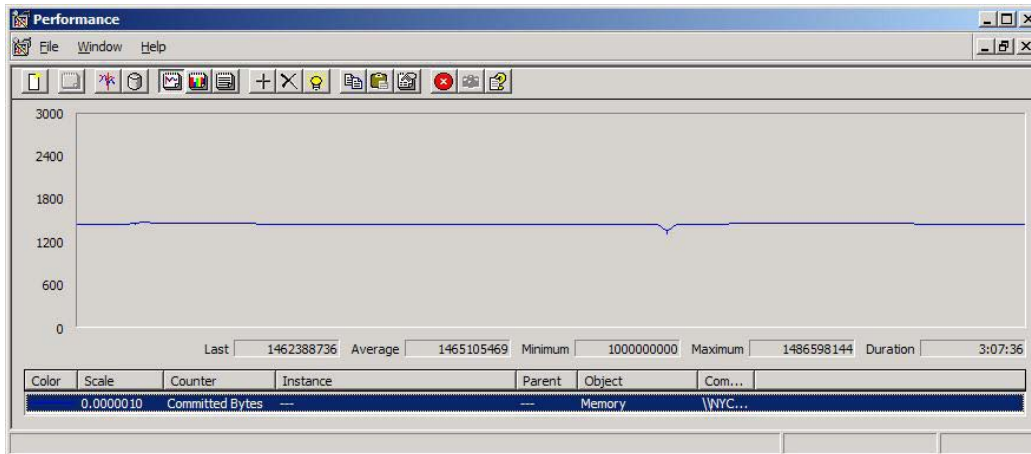 Performance
File Window Help
3000
2400
1800
1200
600
0
Last 1462388736 Average 1465105469 Minimum 1000000000 Maximum 1486598144 Duration 3:07:36
Color Scale Counter Instance Parent Object Com...
0.0000010 Committed Bytes --- --- Memory \\NYC...